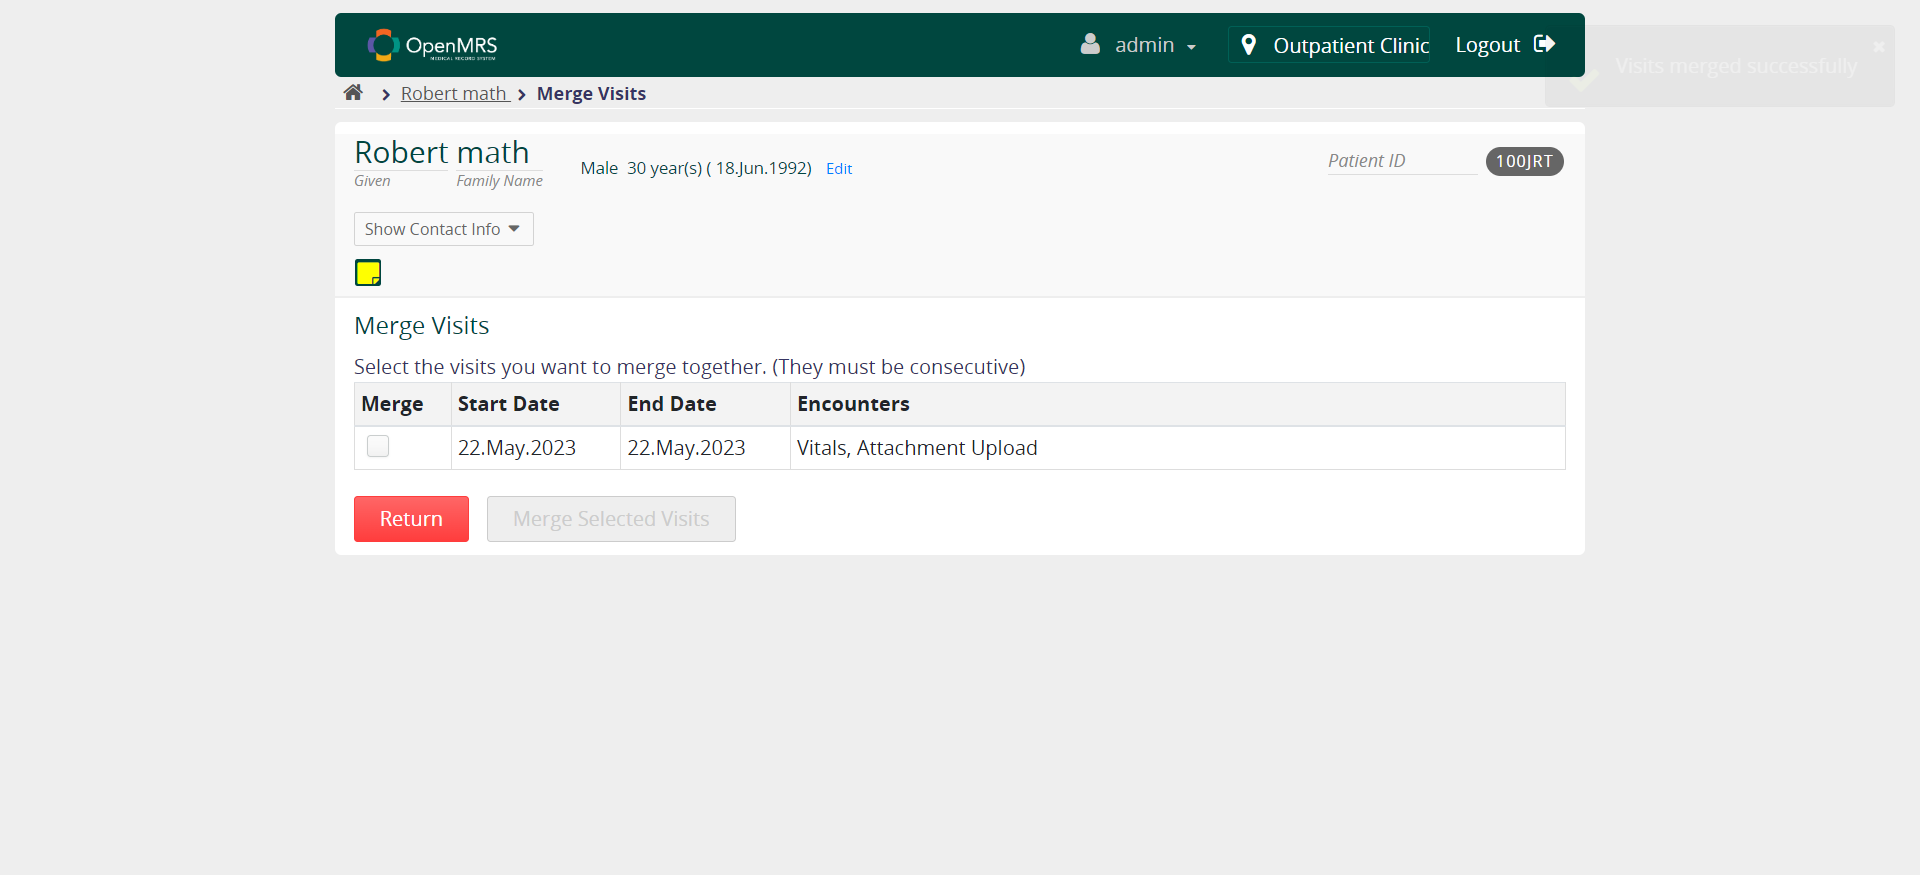 OpenMRS
MEDICAL RECORD SYSTEM
admin
Outpatient Clinic
Logout
Visits merged successfully
Robert math
Merge Visits
Robert math
Given
Family Name
Male 30 year(s) ( 18.Jun.1992) Edit
Patient ID
100JRT
Show Contact Info
Merge Visits
Select the visits you want to merge together. (They must be consecutive)
Merge Start Date End Date Encounters
22.May.2023 22.May.2023 Vitals, Attachment Upload
Return
Merge Selected Visits